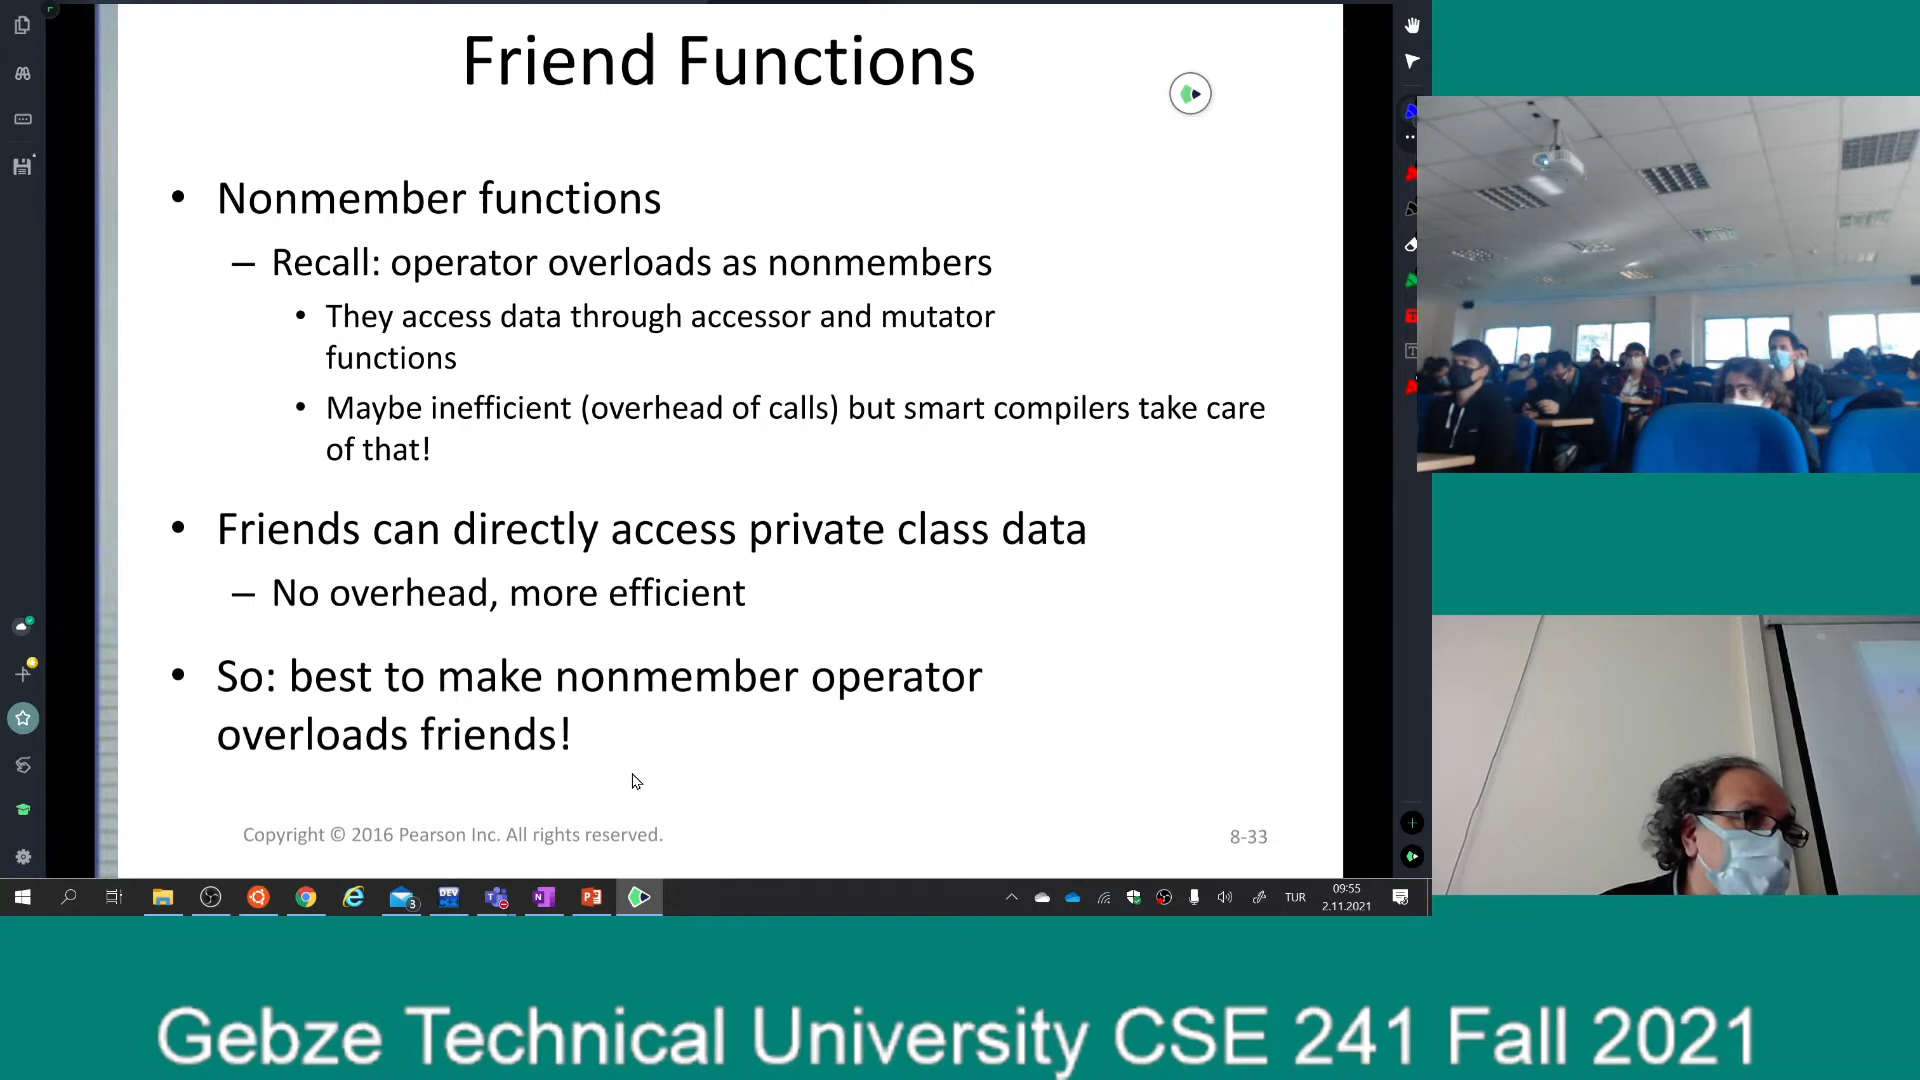 Friend Functions
• Nonmember functions
– Recall: operator overloads as nonmembers
• They access data through accessor and mutator
functions
• Maybe inefficient (overhead of calls) but smart compilers take care
of that!
• Friends can directly access private class data
– No overhead, more efficient
• So: best to make nonmember operator
overloads friends!
Copyright © 2016 Pearson Inc. All rights reserved.
8-33
DEV
3
N
P
TUR
09:55
2.11.2021
Gebze Technical University CSE 241 Fall 2021